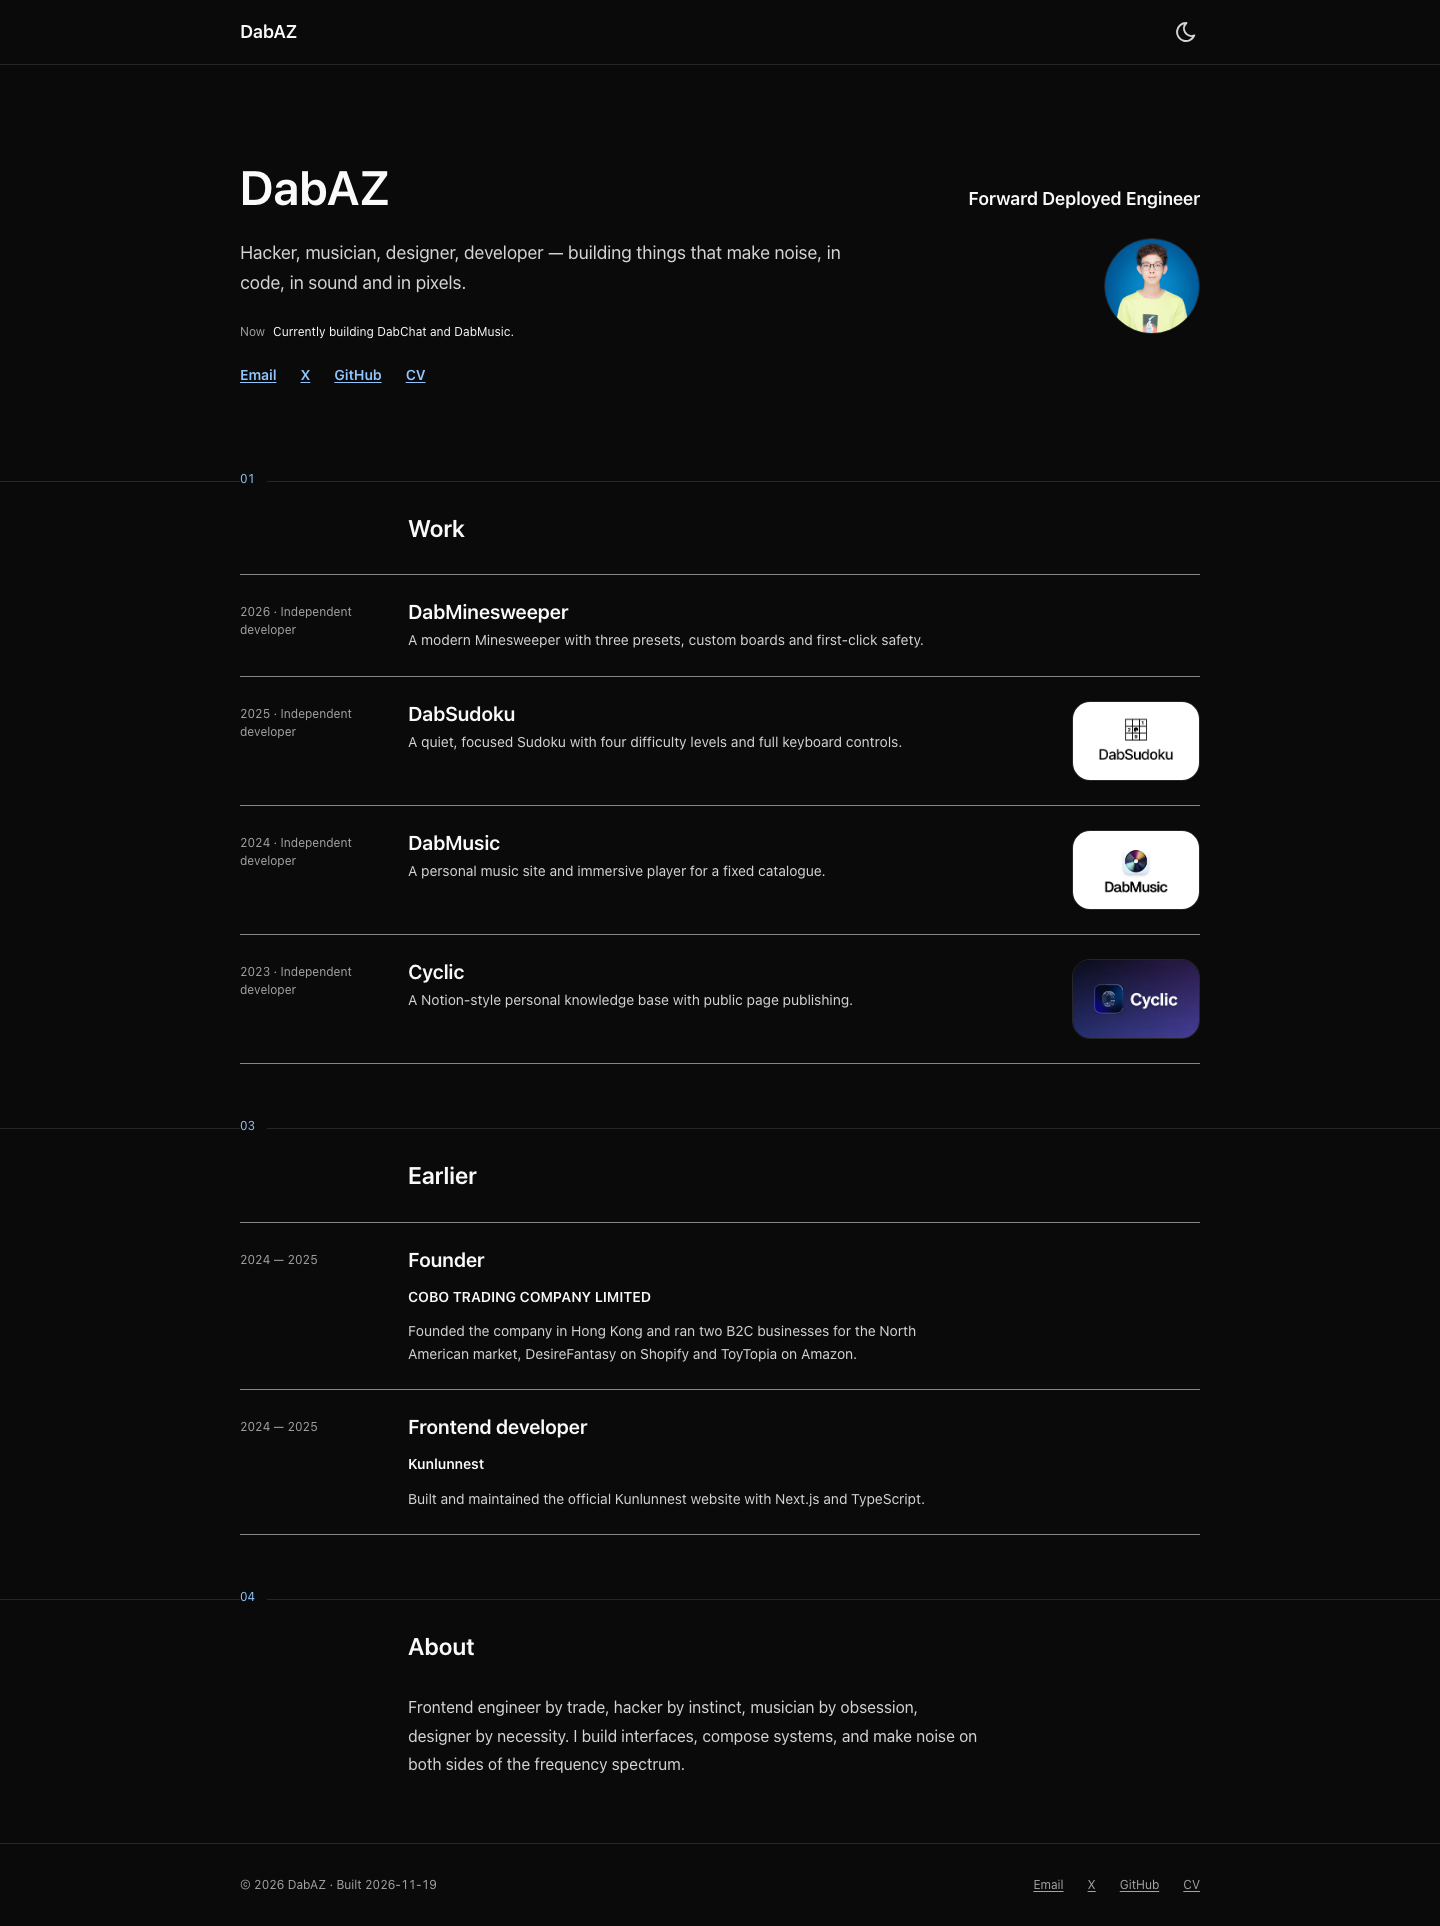 DabAZ
DabAZ
Forward Deployed Engineer
Hacker, musician, designer, developer — building things that make noise, in
code, in sound and in pixels.
Now Currently building DabChat and DabMusic.
Email X GitHub CV
01
Work
2026 · Independent
developer
DabMinesweeper
A modern Minesweeper with three presets, custom boards and first-click safety.
2025 · Independent
developer
DabSudoku
A quiet, focused Sudoku with four difficulty levels and full keyboard controls.
DabSudoku
2024 · Independent
developer
DabMusic
A personal music site and immersive player for a fixed catalogue.
DabMusic
2023 · Independent
developer
Cyclic
A Notion-style personal knowledge base with public page publishing.
Cyclic
03
Earlier
2024 — 2025
Founder
COBO TRADING COMPANY LIMITED
Founded the company in Hong Kong and ran two B2C businesses for the North
American market, DesireFantasy on Shopify and ToyTopia on Amazon.
2024 — 2025
Frontend developer
Kunlunnest
Built and maintained the official Kunlunnest website with Next.js and TypeScript.
04
About
Frontend engineer by trade, hacker by instinct, musician by obsession,
designer by necessity. I build interfaces, compose systems, and make noise on
both sides of the frequency spectrum.
© 2026 DabAZ · Built 2026-11-19
Email X GitHub CV